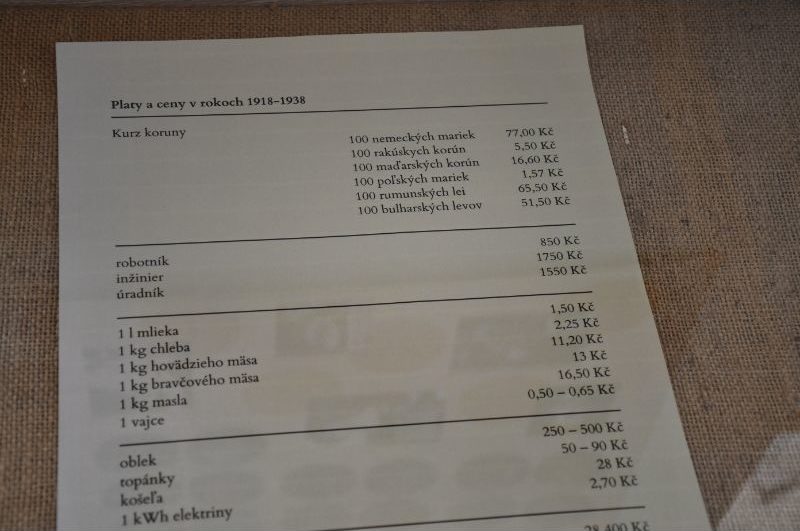 Platy a ceny v rokoch 1918–1938
Kurz koruny
100 nemeckých mariek 77,00 Kč
100 rakúskych korún 5,50 Kč
100 maďarských korún 16,60 Kč
100 poľských mariek 1,57 Kč
100 rumunských lei 65,50 Kč
100 bulharských levov 51,50 Kč
robotník 850 Kč
inžinier 1750 Kč
úradník 1550 Kč
1 l mlieka 1,50 Kč
1 kg chleba 2,25 Kč
1 kg hovädzieho mäsa 11,20 Kč
1 kg bravčového mäsa 13 Kč
1 kg masla 16,50 Kč
1 vajce 0,50 – 0,65 Kč
oblek 250 – 500 Kč
topánky 50 – 90 Kč
košeľa 28 Kč
1 kWh elektriny 2,70 Kč
28 400 Kč